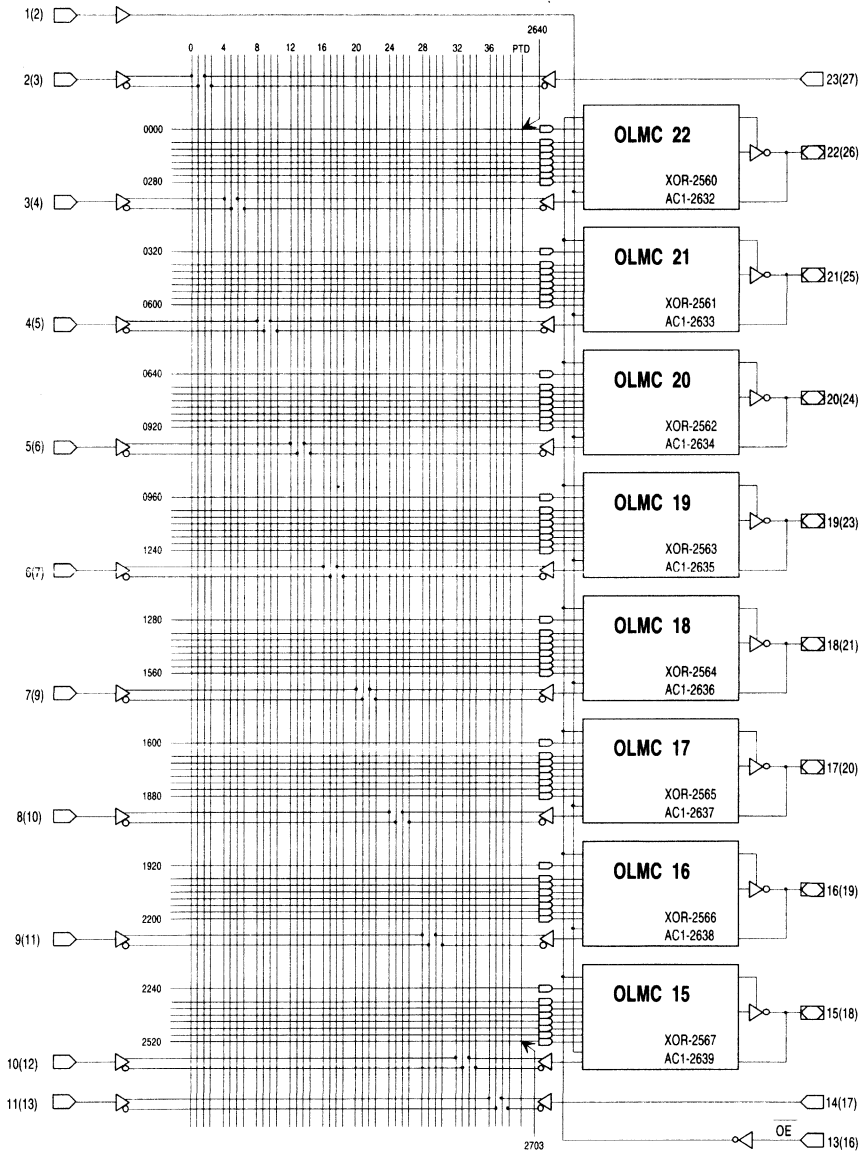 1(2)
2640
0 4 8 12 16 20 24 28 32 36 PTD
2(3)
23(27)
0000
OLMC 22
22(26)
0280
XOR-2560
AC1-2632
3(4)
0320
OLMC 21
21(25)
0600
XOR-2561
AC1-2633
4(5)
0640
OLMC 20
20(24)
0920
XOR-2562
AC1-2634
5(6)
0960
OLMC 19
19(23)
1240
XOR-2563
AC1-2635
6(7)
1280
OLMC 18
18(21)
1560
XOR-2564
AC1-2636
7(9)
1600
OLMC 17
17(20)
1880
XOR-2565
AC1-2637
8(10)
1920
OLMC 16
16(19)
2200
XOR-2566
AC1-2638
9(11)
2240
OLMC 15
15(18)
2520
XOR-2567
AC1-2639
10(12)
11(13)
14(17)
OE
13(16)
2703